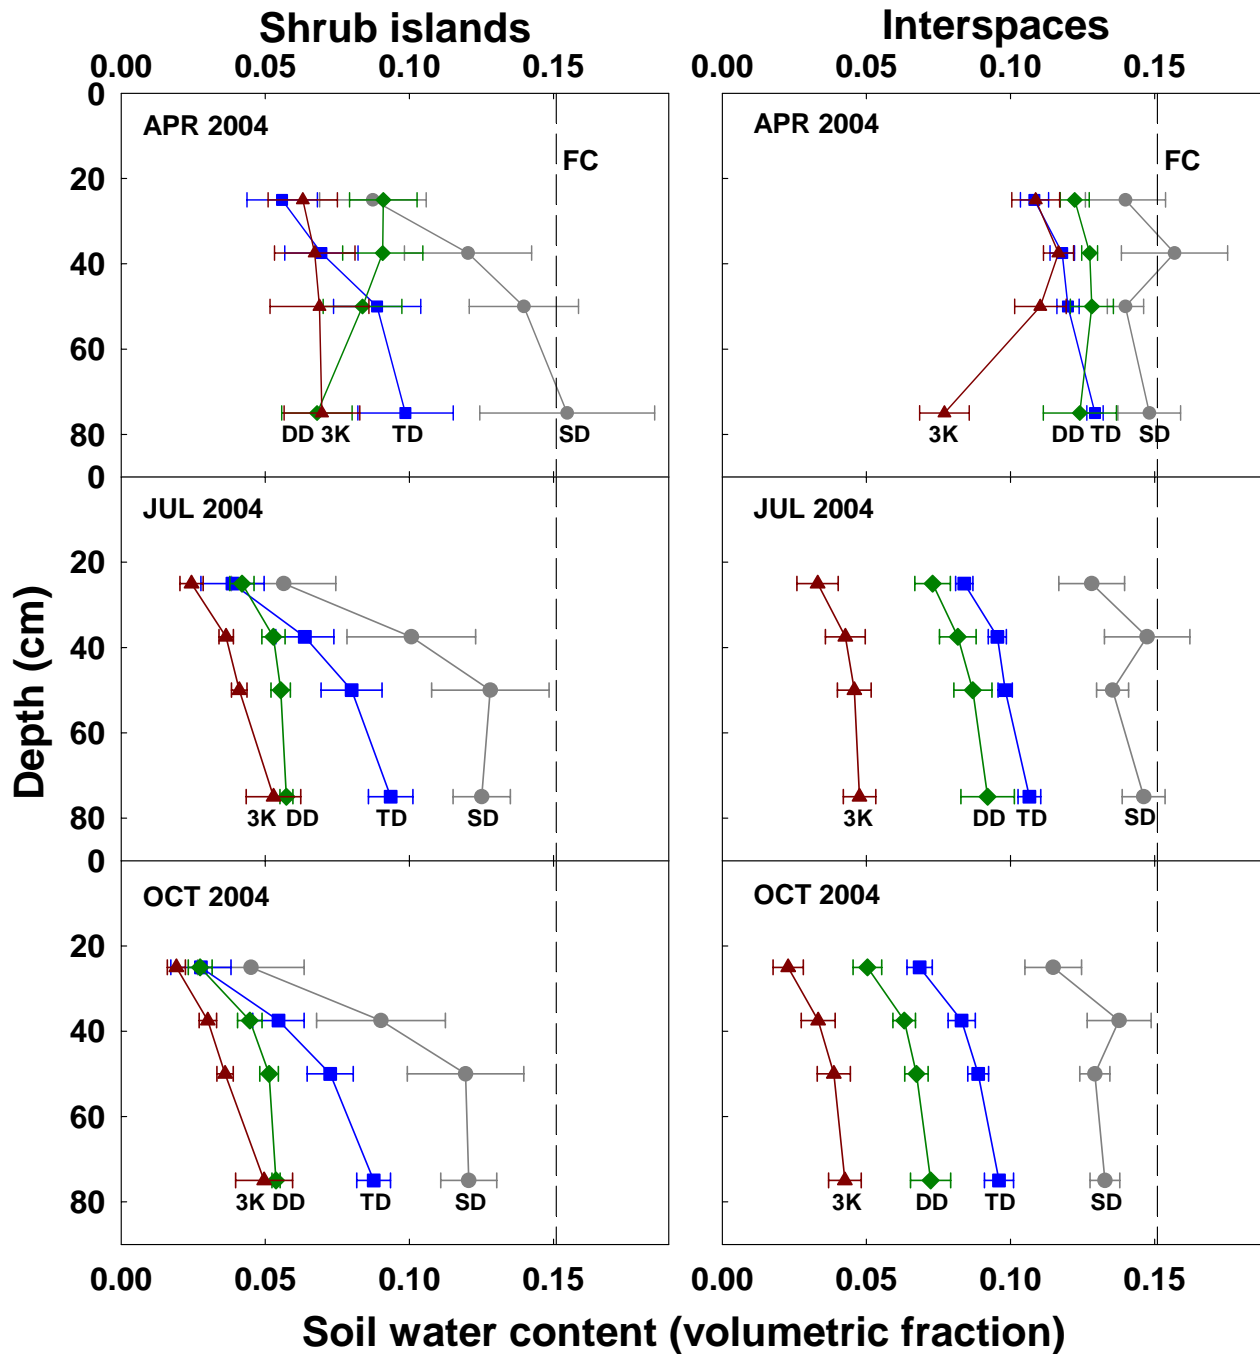 Shrub islands Interspaces
0.00 0.05 0.10 0.15 0.00 0.05 0.10 0.15
0
APR 2004 APR 2004
FC FC
20
40
60
80
DD 3K TD SD 3K DD TD SD
0
JUL 2004 JUL 2004
20
40
60
80
3K DD TD SD 3K DD TD SD
0
OCT 2004 OCT 2004
20
40
60
80
3K DD TD SD 3K DD TD SD
Depth (cm)
0.00 0.05 0.10 0.15 0.00 0.05 0.10 0.15
Soil water content (volumetric fraction)